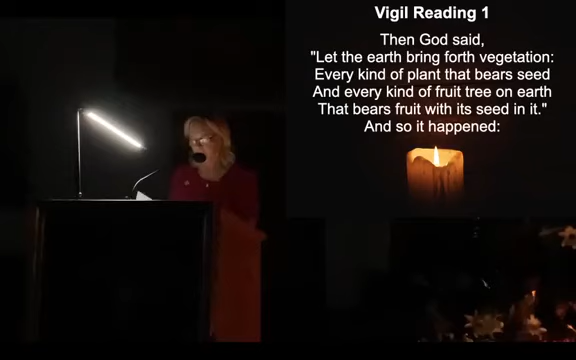 Vigil Reading 1
Then God said,
"Let the earth bring forth vegetation:
Every kind of plant that bears seed
And every kind of fruit tree on earth
That bears fruit with its seed in it."
And so it happened: